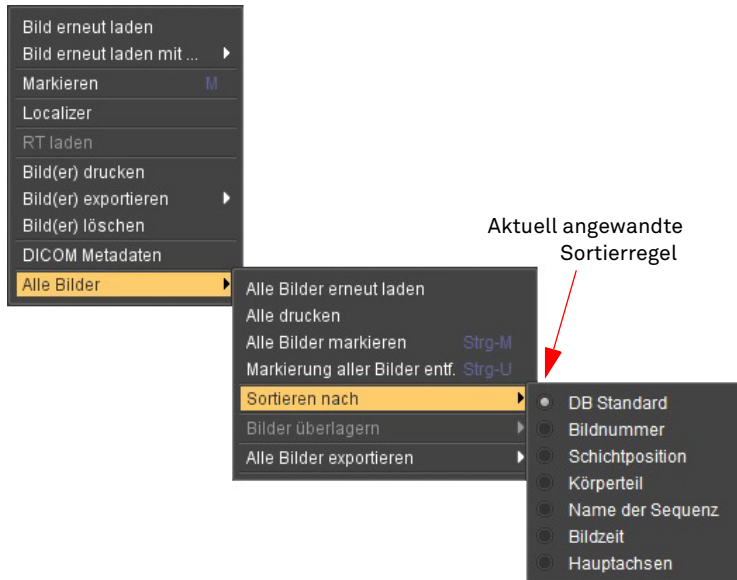 Bild erneut laden
Bild erneut laden mit ...
Markieren M
Localizer
RT laden
Bild(er) drucken
Bild(er) exportieren
Bild(er) löschen
DICOM Metadaten
Alle Bilder
Aktuell angewandte
Sortierregel
Alle Bilder erneut laden
Alle drucken
Alle Bilder markieren Strg-M
Markierung aller Bilder entf. Strg-U
Sortieren nach
Bilder überlagern
Alle Bilder exportieren
DB Standard
Bildnummer
Schichtposition
Körperteil
Name der Sequenz
Bildzeit
Hauptachsen